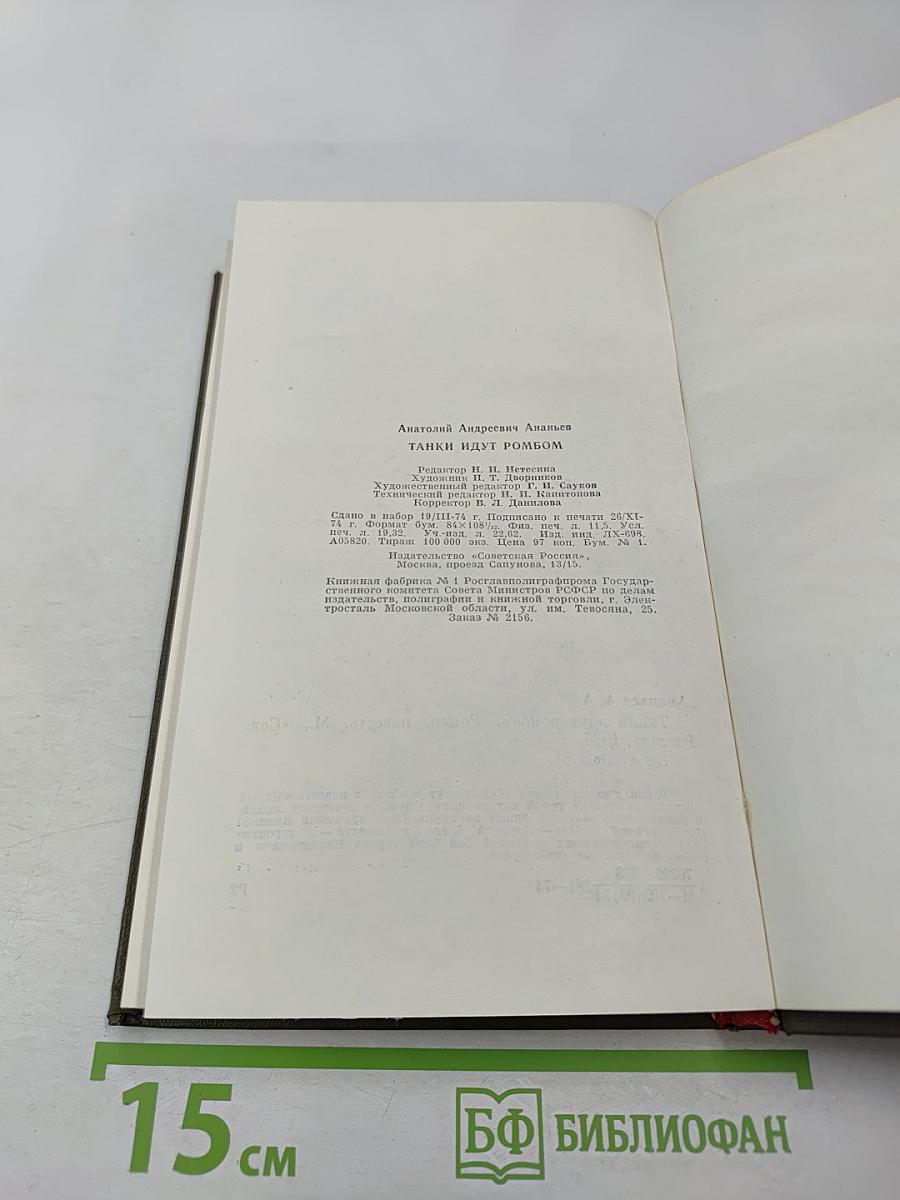 Анатолий Андреевич Ананьев
ТАНКИ ИДУТ РОМБОМ
Редактор Н. И. Нетесина
Художник П. Т. Дворников
Художественный редактор Г. И. Сауков
Технический редактор Н. И. Капитонова
Корректор В. Л. Данилова
Сдано в набор 19/III-74 г. Подписано к печати 26/XI-
74 г. Формат бум. 84×108¹/₃₂. Физ. печ. л. 11,5. Усл.
печ. л. 19,32. Уч.-изд. л. 22,62. Изд. инд. ЛХ-698.
А05820. Тираж 100 000 экз. Цена 97 коп. Бум. № 1.
Издательство «Советская Россия».
Москва, проезд Сапунова, 13/15.
Книжная фабрика № 1 Росглавполиграфпрома Государ-
ственного комитета Совета Министров РСФСР по делам
издательств, полиграфии и книжной торговли, г. Элек-
тросталь Московской области, ул. им. Тевосяна, 25.
Заказ № 2156.
15 см
БФ БИБЛИОФАН